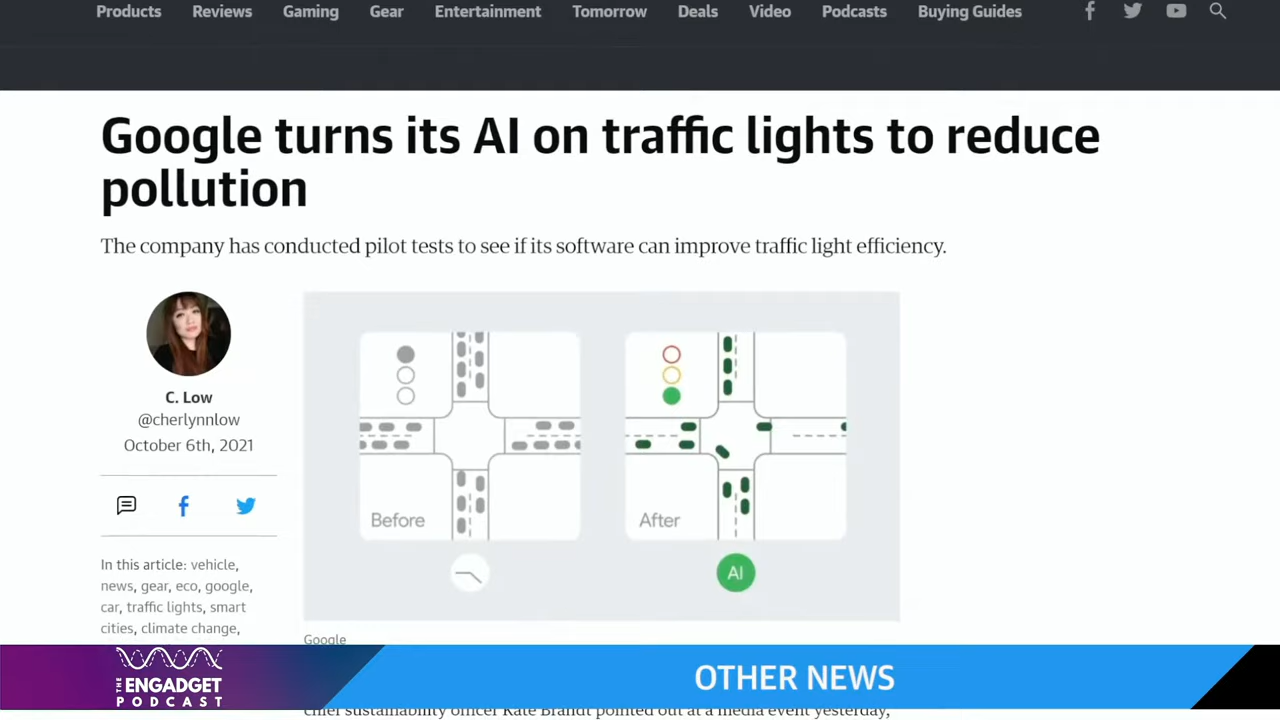 Products Reviews Gaming Gear Entertainment Tomorrow Deals Video Podcasts Buying Guides
Google turns its AI on traffic lights to reduce
pollution
The company has conducted pilot tests to see if its software can improve traffic light efficiency.
C. Low
@cherlynnlow
October 6th, 2021
In this article: vehicle,
news, gear, eco, google,
car, traffic lights, smart
cities, climate change,
Before
After
AI
Google
chief sustainability officer Kate Brandt pointed out at a media event yesterday,
THE
ENGADGET
PODCAST
OTHER NEWS